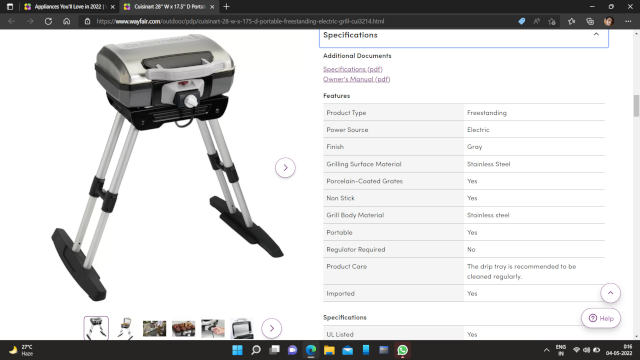 Appliances You'll Love in 2022 |
Cuisinart 28" W x 17.5" D Portab
https://www.wayfair.com/outdoor/pdp/cuisinart-28-w-x-175-d-portable-freestanding-electric-grill-cui3214.html
Specifications
Additional Documents
Specifications (pdf)
Owner's Manual (pdf)
Features
Product Type Freestanding
Power Source Electric
Finish Gray
Grilling Surface Material Stainless Steel
Porcelain-Coated Grates Yes
Non Stick Yes
Grill Body Material Stainless steel
Portable Yes
Regulator Required No
Product Care The drip tray is recommended to be
cleaned regularly.
Imported Yes
Help
Specifications
UL Listed Yes
27°C
Haze
ENG
IN
04-05-2022